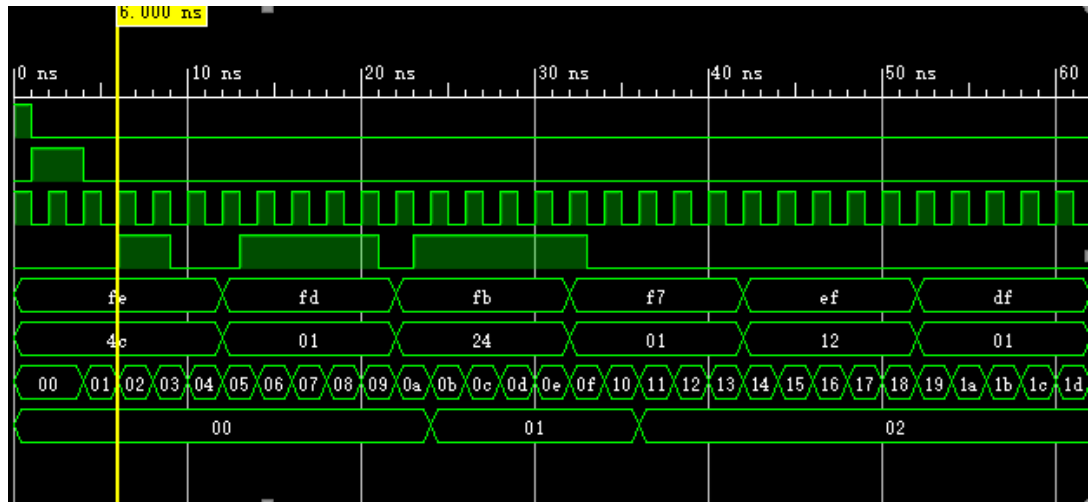 6.000 ns
0 ns 10 ns 20 ns 30 ns 40 ns 50 ns 60
fe fd fb f7 ef df
4c 01 24 01 12 01
00 01 02 03 04 05 06 07 08 09 0a 0b 0c 0d 0e 0f 10 11 12 13 14 15 16 17 18 19 1a 1b 1c 1d
00 01 02